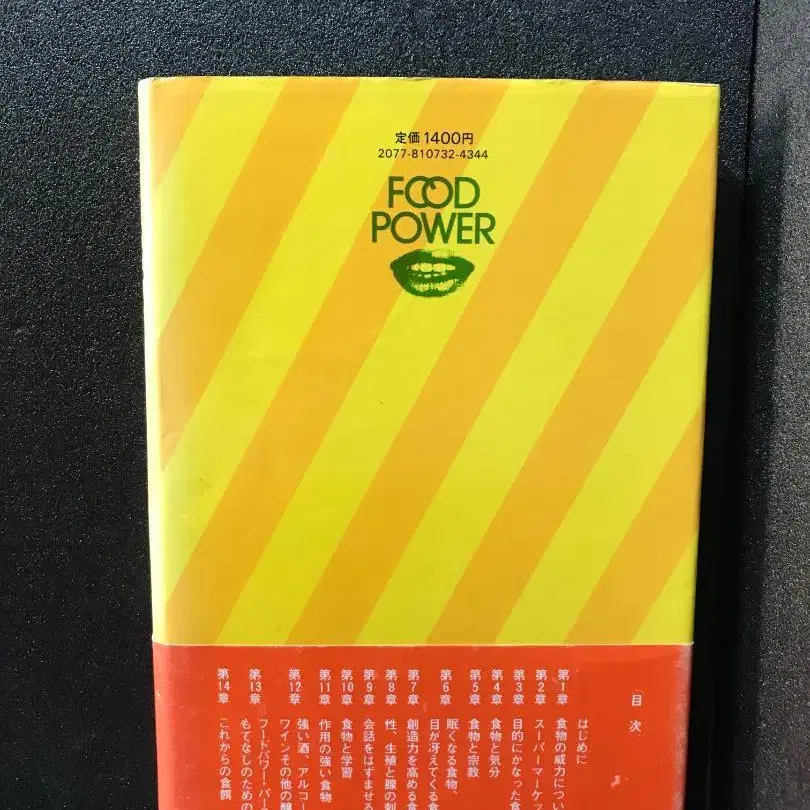 定価1400円
2077-810732-4344
FOOD
POWER
目次
はじめに
第1章 食物の威力につい
第2章 スーパーマーケッ
第3章 目的にかなった食
第4章 食物と気分
第5章 食物と宗教
第6章 眠くなる食物、
目が冴えてくる食
第7章 創造力を高める食
第8章 性、生殖と腺の刺
第9章 会話をはずませる
第10章 食物と学習
第11章 作用の強い食物
第12章 強い酒、アルコー
ワインその他の醸
第13章 フードパワー・パー
もてなしのための
第14章 これからの食餌